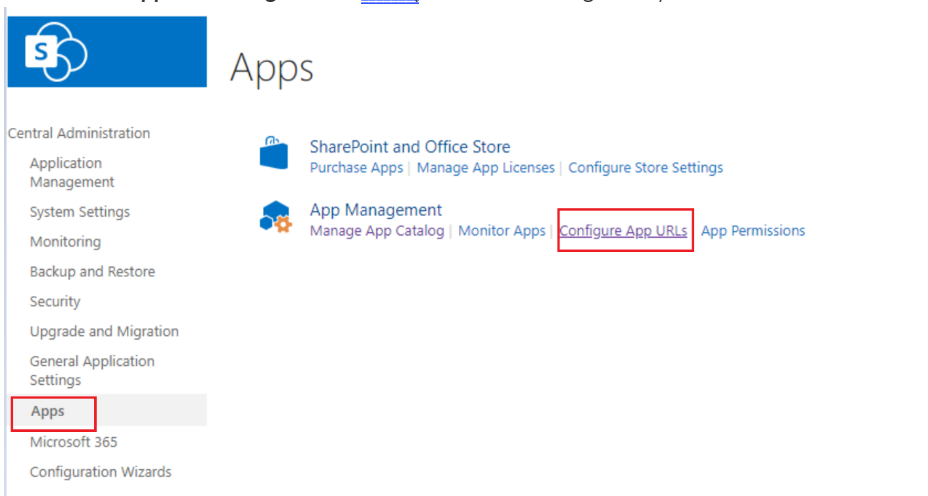 S
Apps
Central Administration
Application
Management
System Settings
Monitoring
Backup and Restore
Security
Upgrade and Migration
General Application
Settings
Apps
Microsoft 365
Configuration Wizards
SharePoint and Office Store
Purchase Apps | Manage App Licenses | Configure Store Settings
App Management
Manage App Catalog | Monitor Apps | Configure App URLs App Permissions